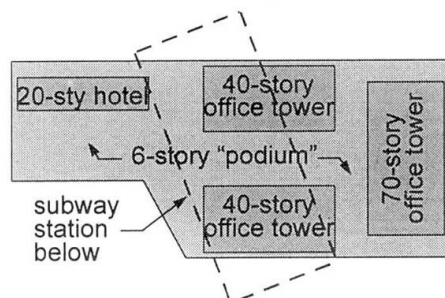 20-sty hotel
40-story
office tower
6-story “podium”
70-story
office tower
subway
station
below
40-story
office tower